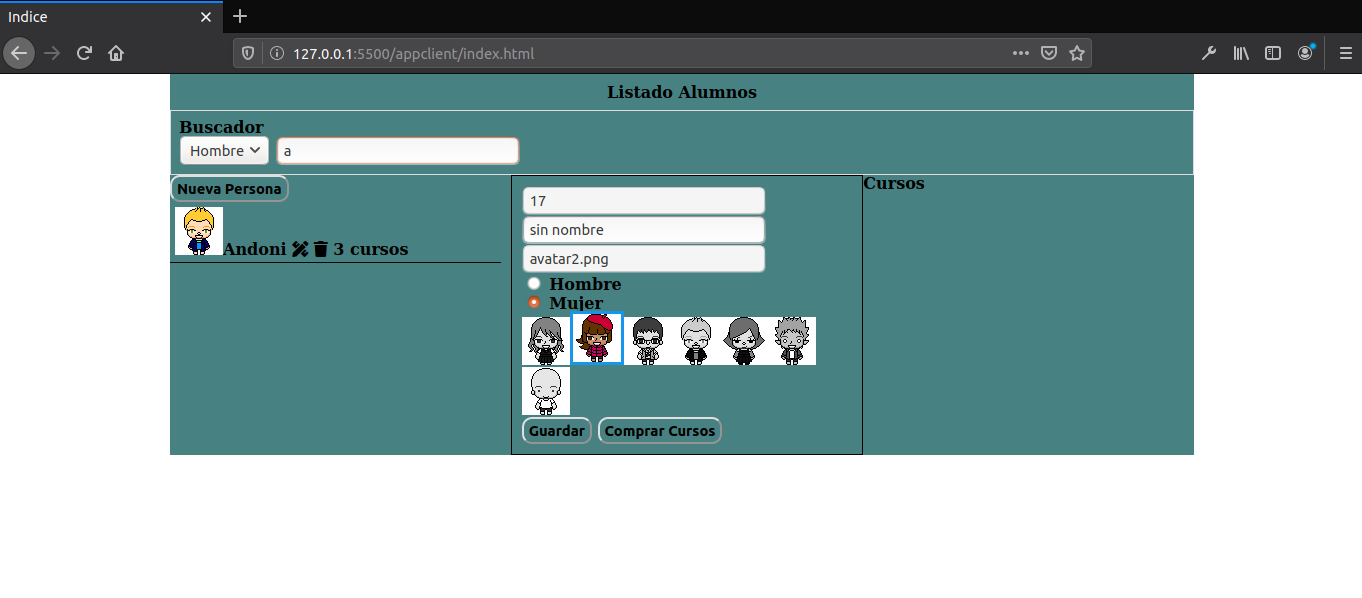 Indice
127.0.0.1:5500/appclient/index.html
Listado Alumnos
Buscador
Hombre a
Nueva Persona
Andoni 3 cursos
17
sin nombre
avatar2.png
Hombre
Mujer
Guardar Comprar Cursos
Cursos